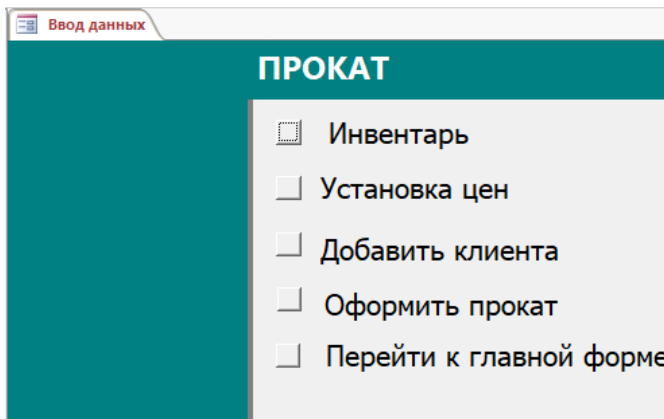 Ввод данных
ПРОКАТ
Инвентарь
Установка цен
Добавить клиента
Оформить прокат
Перейти к главной форме